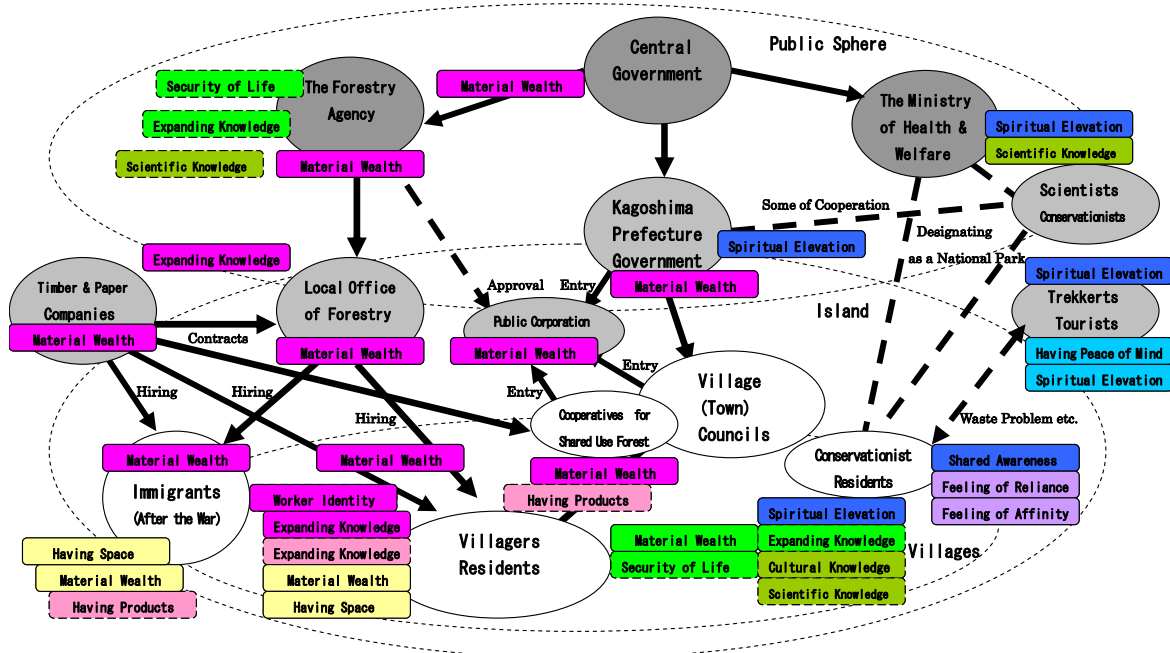 Public Sphere
Central
Government
Material Wealth
Security of Life
The Forestry
Agency
Expanding Knowledge
Scientific Knowledge
Material Wealth
The Ministry
of Health &
Welfare
Spiritual Elevation
Scientific Knowledge
Scientists
Conservationists
Some of Cooperation
Designating
as a National Park
Kagoshima
Prefecture
Government
Spiritual Elevation
Material Wealth
Expanding Knowledge
Timber & Paper
Companies
Material Wealth
Contracts
Local Office
of Forestry
Material Wealth
Approval
Entry
Public Corporation
Material Wealth
Entry
Entry
Island
Spiritual Elevation
Trekkerts
Tourists
Having Peace of Mind
Spiritual Elevation
Hiring
Hiring
Hiring
Cooperatives for
Shared Use Forest
Material Wealth
Having Products
Village
(Town)
Councils
Waste Problem etc.
Conservationist
Residents
Shared Awareness
Feeling of Reliance
Feeling of Affinity
Material Wealth
Immigrants
(After the War)
Having Space
Material Wealth
Having Products
Material Wealth
Worker Identity
Expanding Knowledge
Expanding Knowledge
Material Wealth
Having Space
Villagers
Residents
Material Wealth
Security of Life
Spiritual Elevation
Expanding Knowledge
Cultural Knowledge
Scientific Knowledge
Villages